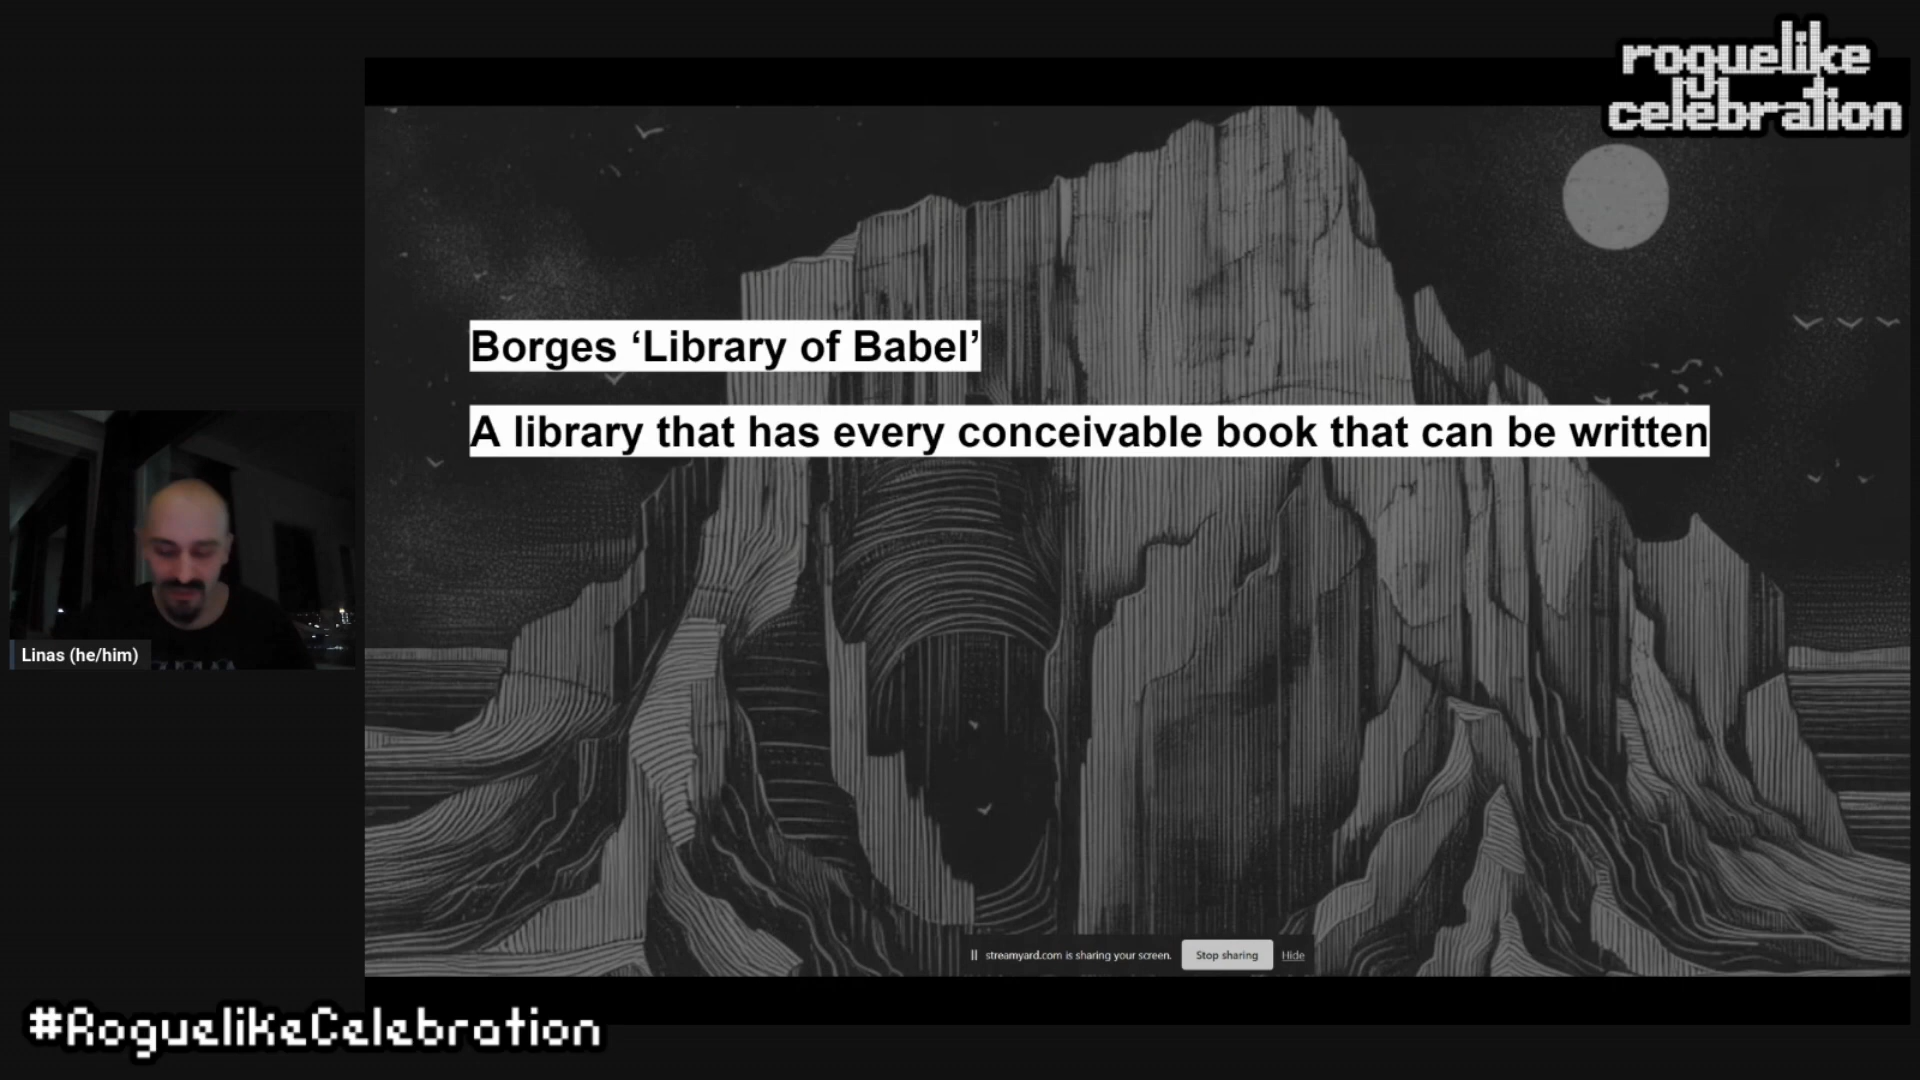 roguelike
celebration
Borges ‘Library of Babel’
A library that has every conceivable book that can be written
Linas (he/him)
streamyard.com is sharing your screen.
Stop sharing
Hide
#RoguelikeCelebration